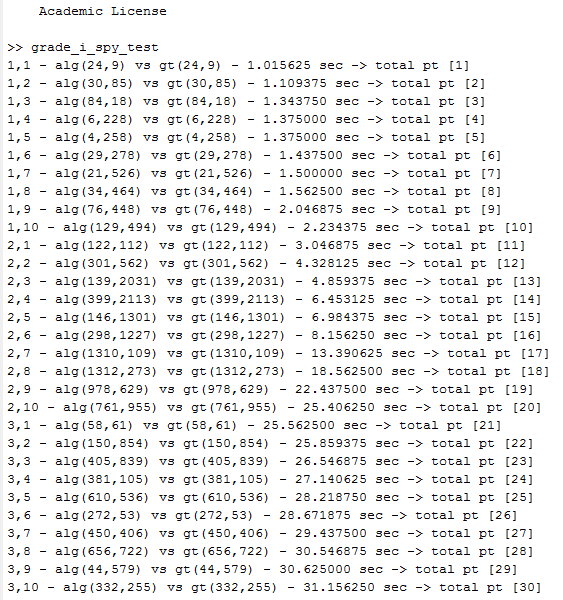 Academic License
>> grade_i_spy_test
1,1 - alg(24,9) vs gt(24,9) - 1.015625 sec -> total pt [1]
1,2 - alg(30,85) vs gt(30,85) - 1.109375 sec -> total pt [2]
1,3 - alg(84,18) vs gt(84,18) - 1.343750 sec -> total pt [3]
1,4 - alg(6,228) vs gt(6,228) - 1.375000 sec -> total pt [4]
1,5 - alg(4,258) vs gt(4,258) - 1.375000 sec -> total pt [5]
1,6 - alg(29,278) vs gt(29,278) - 1.437500 sec -> total pt [6]
1,7 - alg(21,526) vs gt(21,526) - 1.500000 sec -> total pt [7]
1,8 - alg(34,464) vs gt(34,464) - 1.562500 sec -> total pt [8]
1,9 - alg(76,448) vs gt(76,448) - 2.046875 sec -> total pt [9]
1,10 - alg(129,494) vs gt(129,494) - 2.234375 sec -> total pt [10]
2,1 - alg(122,112) vs gt(122,112) - 3.046875 sec -> total pt [11]
2,2 - alg(301,562) vs gt(301,562) - 4.328125 sec -> total pt [12]
2,3 - alg(139,2031) vs gt(139,2031) - 4.859375 sec -> total pt [13]
2,4 - alg(399,2113) vs gt(399,2113) - 6.453125 sec -> total pt [14]
2,5 - alg(146,1301) vs gt(146,1301) - 6.984375 sec -> total pt [15]
2,6 - alg(298,1227) vs gt(298,1227) - 8.156250 sec -> total pt [16]
2,7 - alg(1310,109) vs gt(1310,109) - 13.390625 sec -> total pt [17]
2,8 - alg(1312,273) vs gt(1312,273) - 18.562500 sec -> total pt [18]
2,9 - alg(978,629) vs gt(978,629) - 22.437500 sec -> total pt [19]
2,10 - alg(761,955) vs gt(761,955) - 25.406250 sec -> total pt [20]
3,1 - alg(58,61) vs gt(58,61) - 25.562500 sec -> total pt [21]
3,2 - alg(150,854) vs gt(150,854) - 25.859375 sec -> total pt [22]
3,3 - alg(405,839) vs gt(405,839) - 26.546875 sec -> total pt [23]
3,4 - alg(381,105) vs gt(381,105) - 27.140625 sec -> total pt [24]
3,5 - alg(610,536) vs gt(610,536) - 28.218750 sec -> total pt [25]
3,6 - alg(272,53) vs gt(272,53) - 28.671875 sec -> total pt [26]
3,7 - alg(450,406) vs gt(450,406) - 29.437500 sec -> total pt [27]
3,8 - alg(656,722) vs gt(656,722) - 30.546875 sec -> total pt [28]
3,9 - alg(44,579) vs gt(44,579) - 30.625000 sec -> total pt [29]
3,10 - alg(332,255) vs gt(332,255) - 31.156250 sec -> total pt [30]